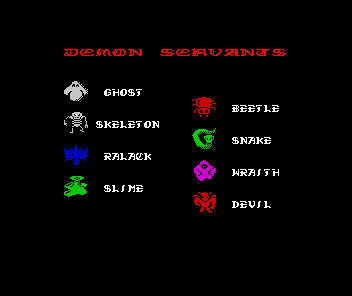 DEMON SERVANTS
GHOST
BEETLE
SKELETON
SNAKE
RALACK
WRAITH
SLIME
DEVIL